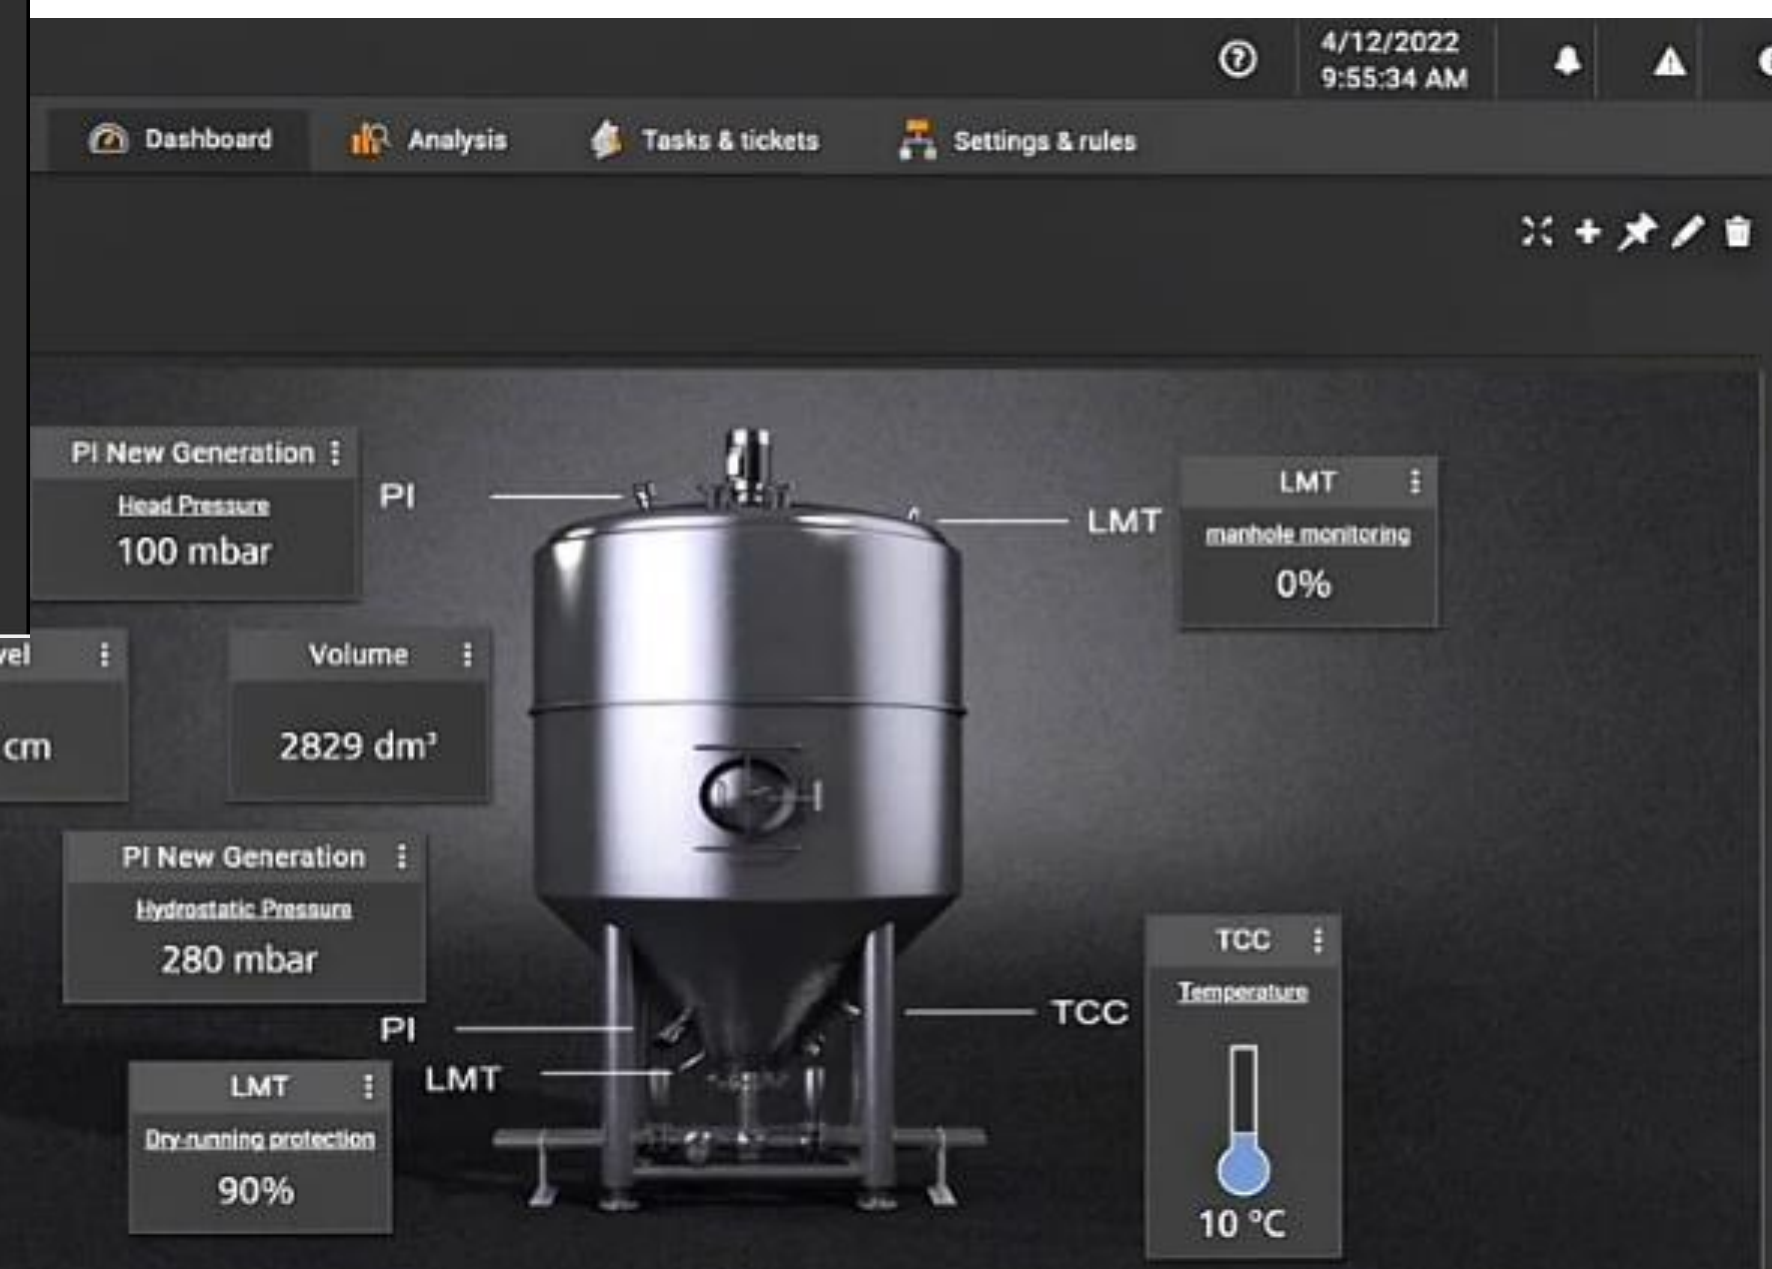 4/12/2022
9:55:34 AM
Dashboard
Analysis
Tasks & tickets
Settings & rules
PI New Generation
Head Pressure
100 mbar
PI
LMT
LMT
manhole monitoring
0%
Volume
cm
2829 dm³
PI New Generation
Hydrostatic Pressure
280 mbar
PI
LMT
LMT
Dry-running protection
90%
TCC
TCC
Temperature
10 °C